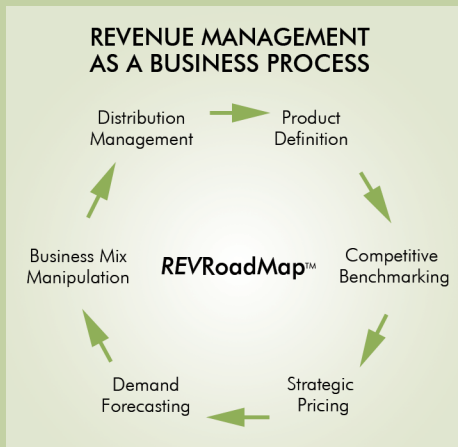 REVENUE MANAGEMENT
AS A BUSINESS PROCESS
Distribution
Management
Product
Definition
Business Mix
Manipulation
REVRoadMap™
Competitive
Benchmarking
Demand
Forecasting
Strategic
Pricing